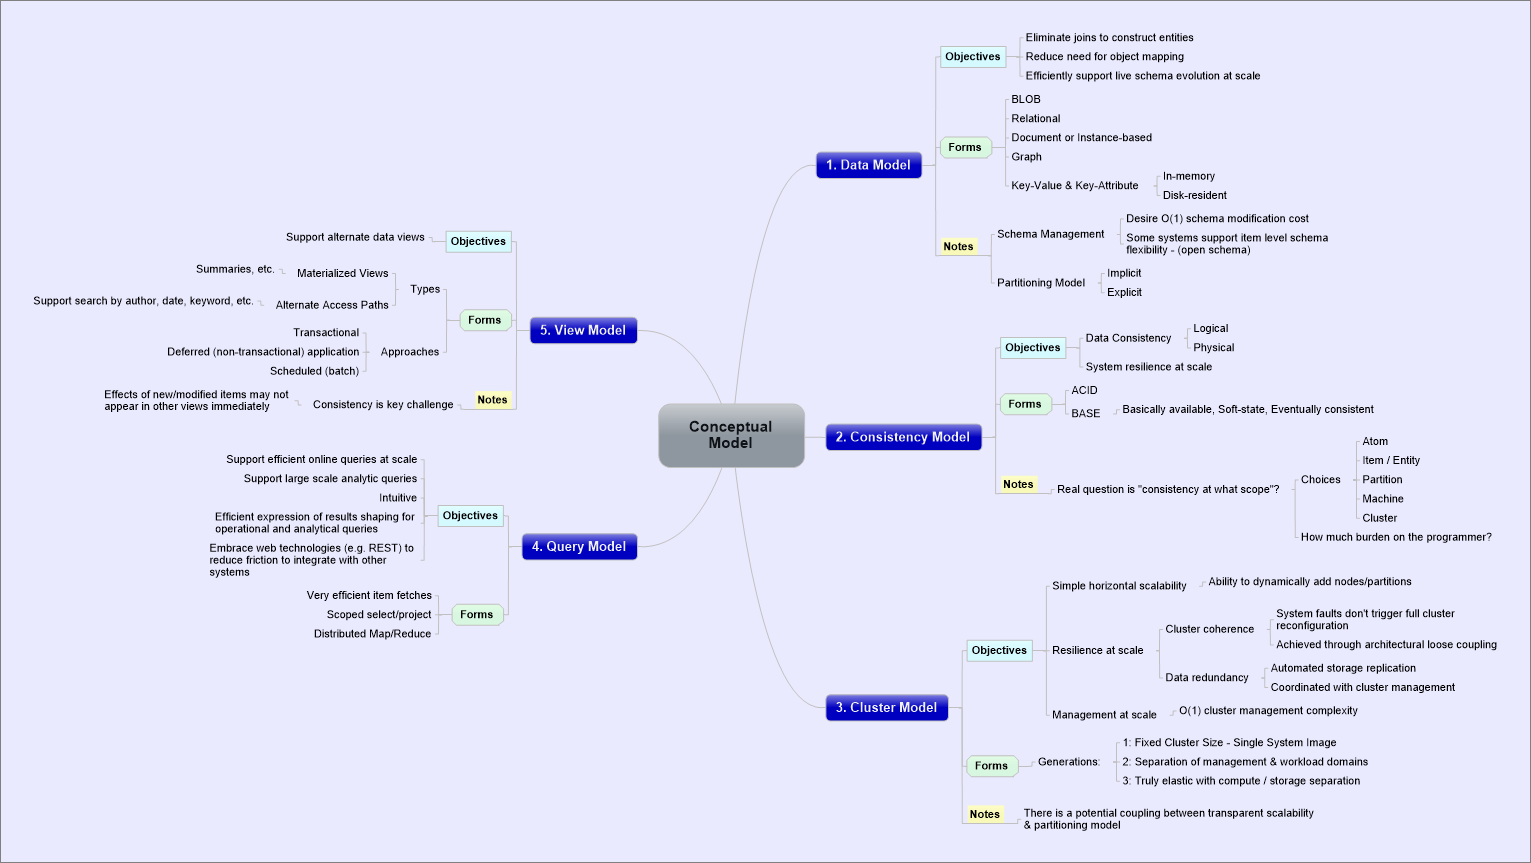 Conceptual
Model
1. Data Model
Objectives
Eliminate joins to construct entities
Reduce need for object mapping
Efficiently support live schema evolution at scale
Forms
BLOB
Relational
Document or Instance-based
Graph
Key-Value & Key-Attribute
In-memory
Disk-resident
Notes
Schema Management
Desire O(1) schema modification cost
Some systems support item level schema
flexibility - (open schema)
Partitioning Model
Implicit
Explicit
2. Consistency Model
Objectives
Data Consistency
Logical
Physical
System resilience at scale
Forms
ACID
BASE
Basically available, Soft-state, Eventually consistent
Notes
Real question is "consistency at what scope"?
Choices
Atom
Item / Entity
Partition
Machine
Cluster
How much burden on the programmer?
3. Cluster Model
Objectives
Simple horizontal scalability
Ability to dynamically add nodes/partitions
Resilience at scale
Cluster coherence
System faults don't trigger full cluster
reconfiguration
Achieved through architectural loose coupling
Data redundancy
Automated storage replication
Coordinated with cluster management
Management at scale
O(1) cluster management complexity
Forms
Generations:
1: Fixed Cluster Size - Single System Image
2: Separation of management & workload domains
3: Truly elastic with compute / storage separation
Notes
There is a potential coupling between transparent scalability
& partitioning model
4. Query Model
Objectives
Support efficient online queries at scale
Support large scale analytic queries
Intuitive
Efficient expression of results shaping for
operational and analytical queries
Embrace web technologies (e.g. REST) to
reduce friction to integrate with other
systems
Forms
Very efficient item fetches
Scoped select/project
Distributed Map/Reduce
5. View Model
Objectives
Support alternate data views
Forms
Types
Materialized Views
Summaries, etc.
Alternate Access Paths
Support search by author, date, keyword, etc.
Approaches
Transactional
Deferred (non-transactional) application
Scheduled (batch)
Notes
Consistency is key challenge
Effects of new/modified items may not
appear in other views immediately